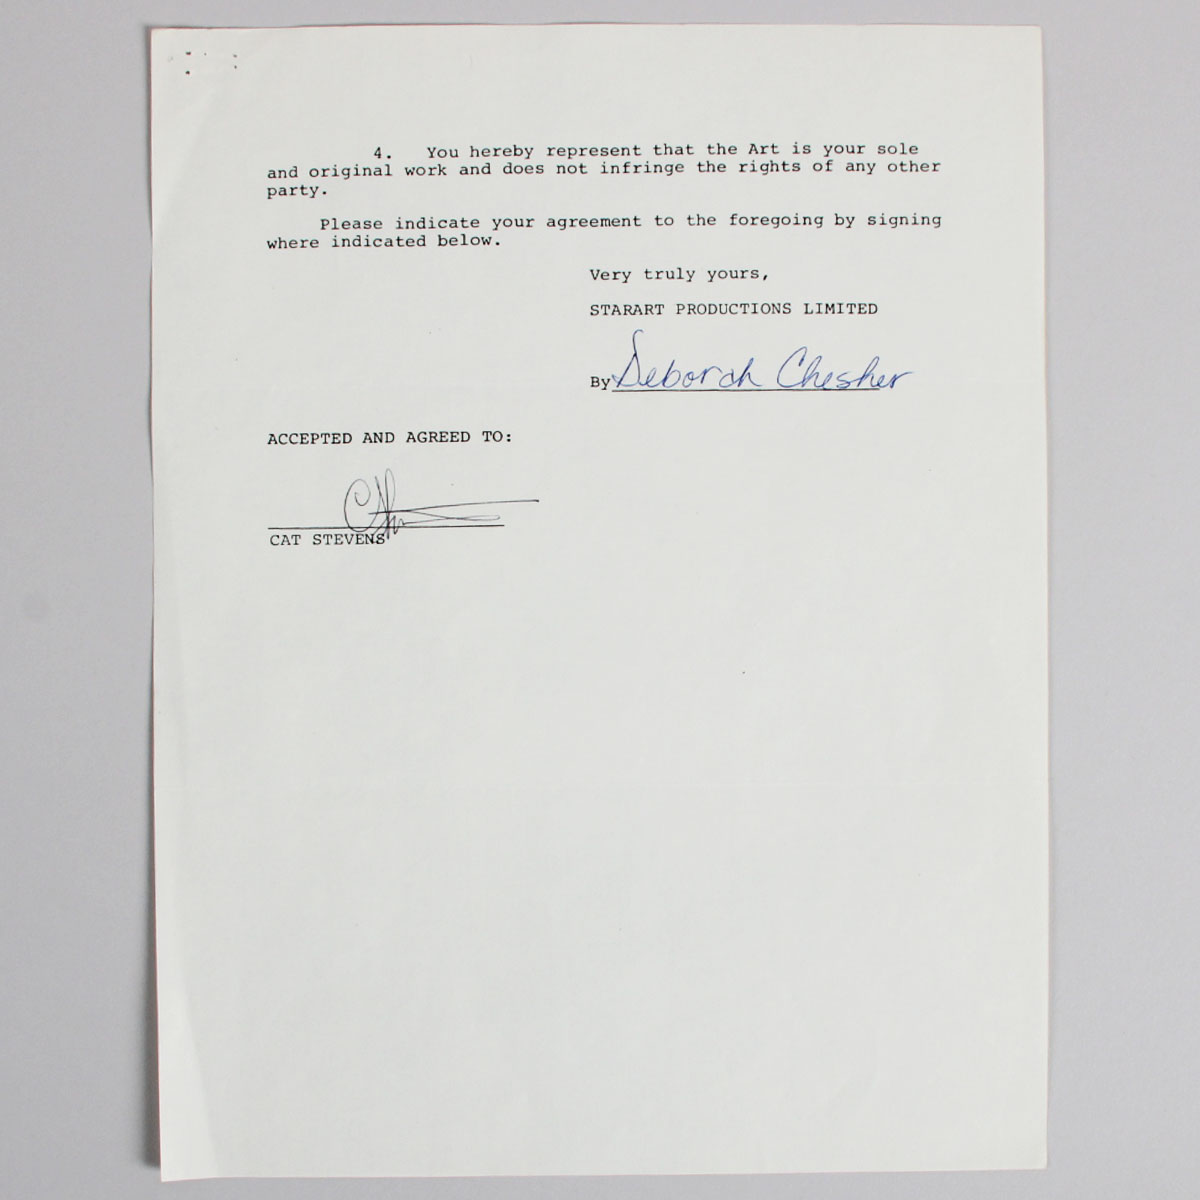 4. You hereby represent that the Art is your sole
and original work and does not infringe the rights of any other
party.
Please indicate your agreement to the foregoing by signing
where indicated below.
Very truly yours,
STARART PRODUCTIONS LIMITED
By Deborah Chesher
ACCEPTED AND AGREED TO:
CAT STEVENS